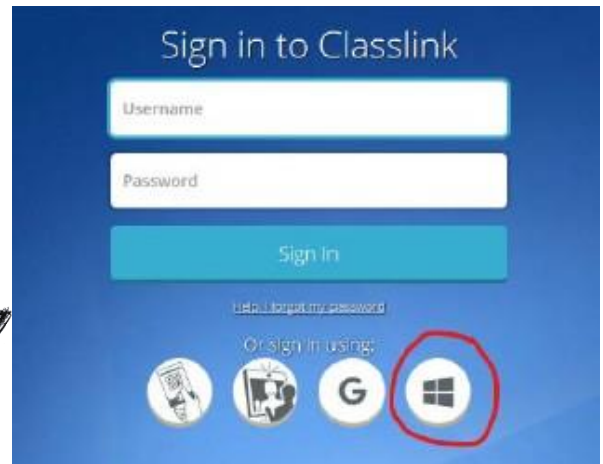 Sign in to Classlink
Username
Password
Sign In
Help, I forgot my password
Or sign in using:
G